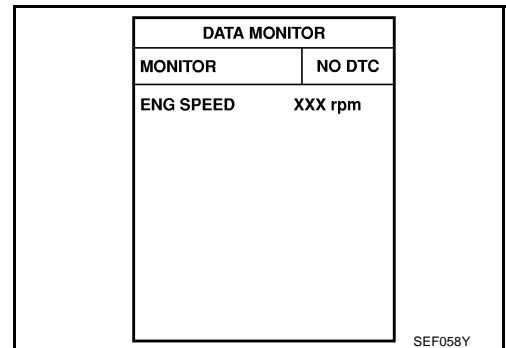 DATA MONITOR
MONITOR NO DTC
ENG SPEED XXX rpm
SEF058Y